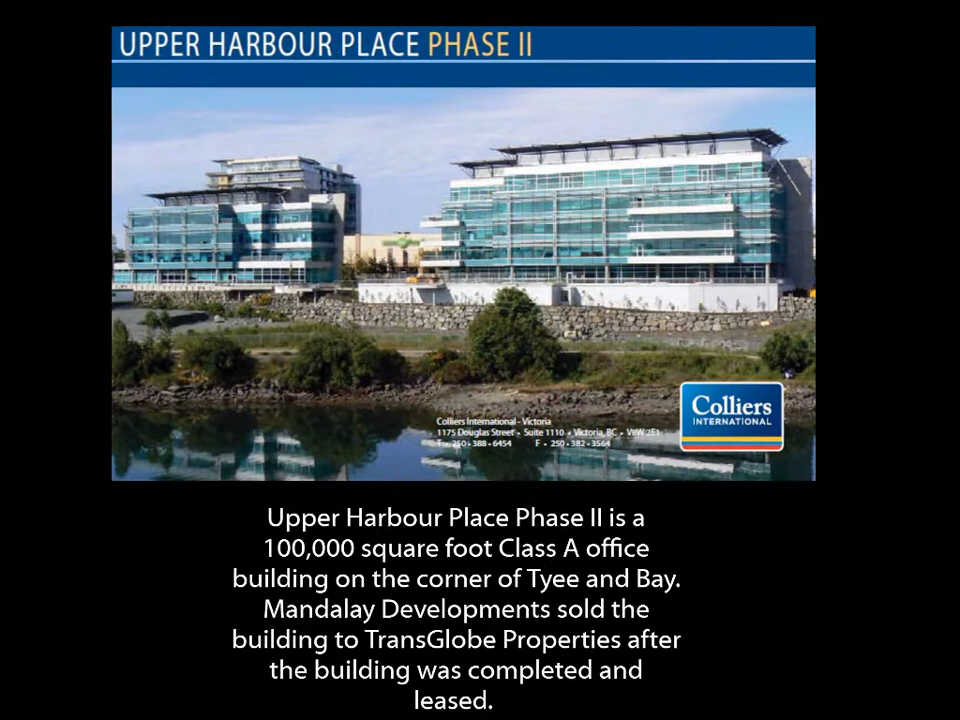 UPPER HARBOUR PLACE PHASE II
Colliers International - Victoria
1175 Douglas Street • Suite 1110 • Victoria, BC • V8W 2E1
T • 250•388•6454 F • 250•382•3564
Colliers
INTERNATIONAL
Upper Harbour Place Phase II is a
100,000 square foot Class A office
building on the corner of Tyee and Bay.
Mandalay Developments sold the
building to TransGlobe Properties after
the building was completed and
leased.